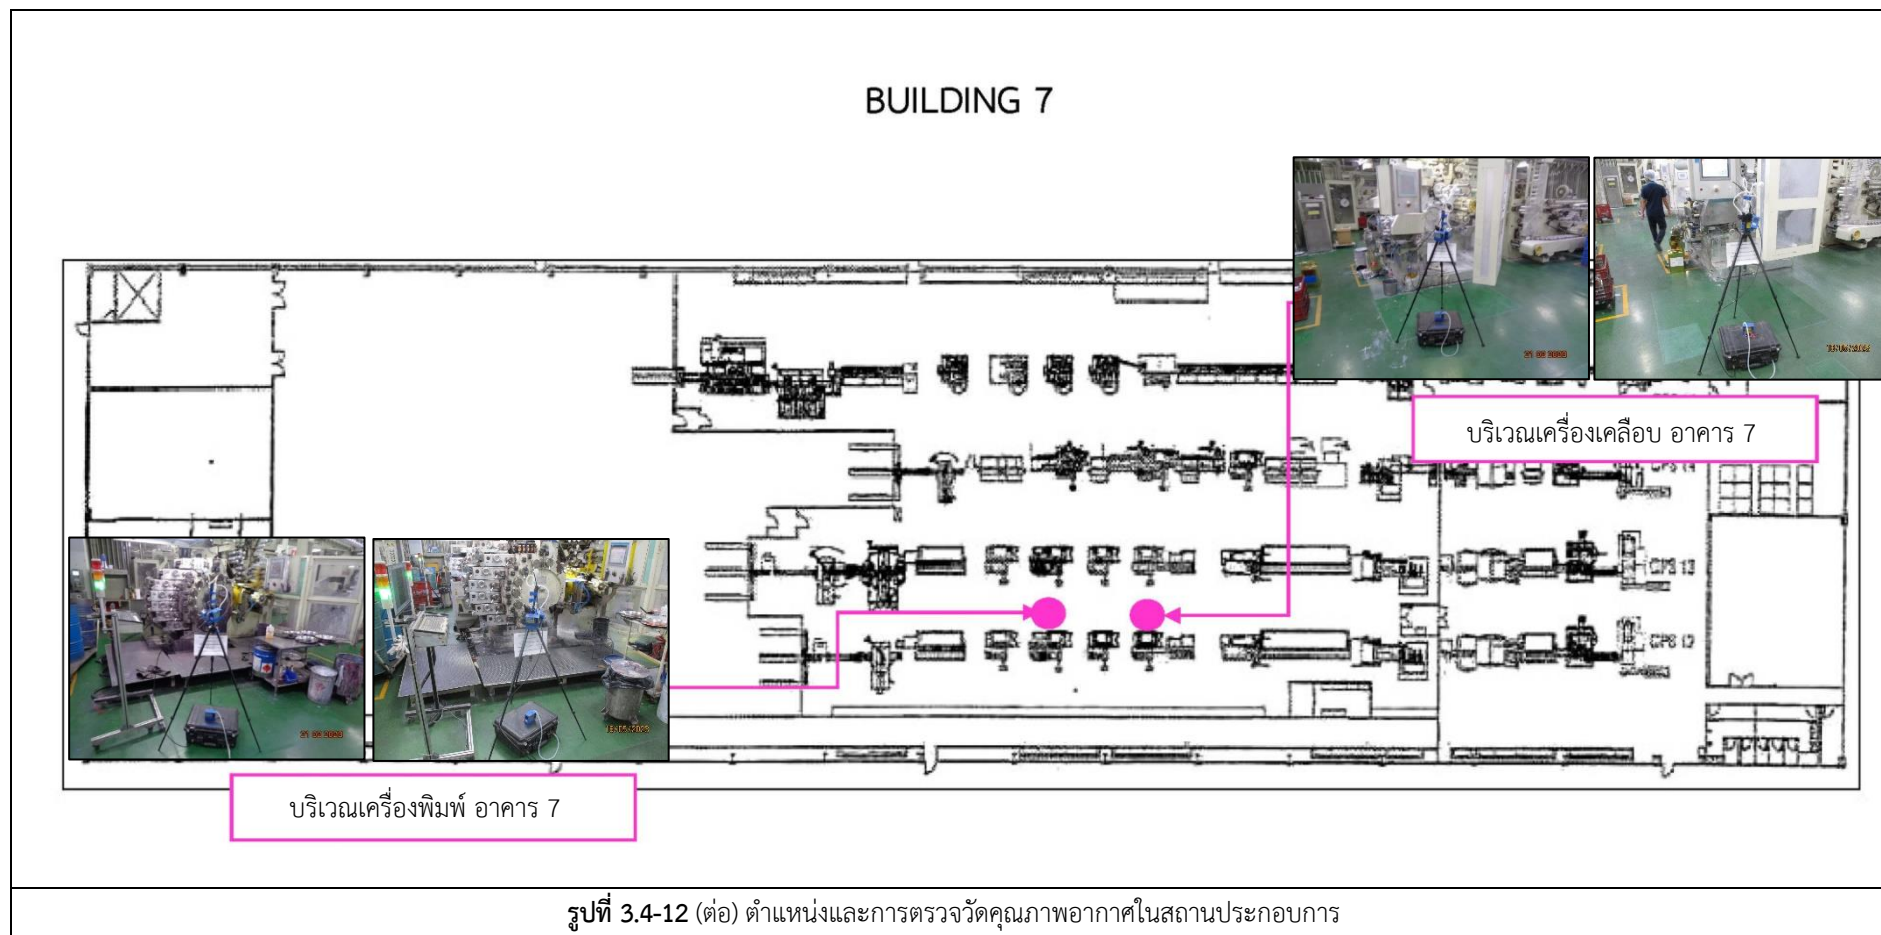 BUILDING 7
บริเวณเครื่องเคลือบ อาคาร 7
CPS 13
CPS 12
บริเวณเครื่องพิมพ์ อาคาร 7
รูปที่ 3.4-12 (ต่อ) ตำแหน่งและการตรวจวัดคุณภาพอากาศในสถานประกอบการ